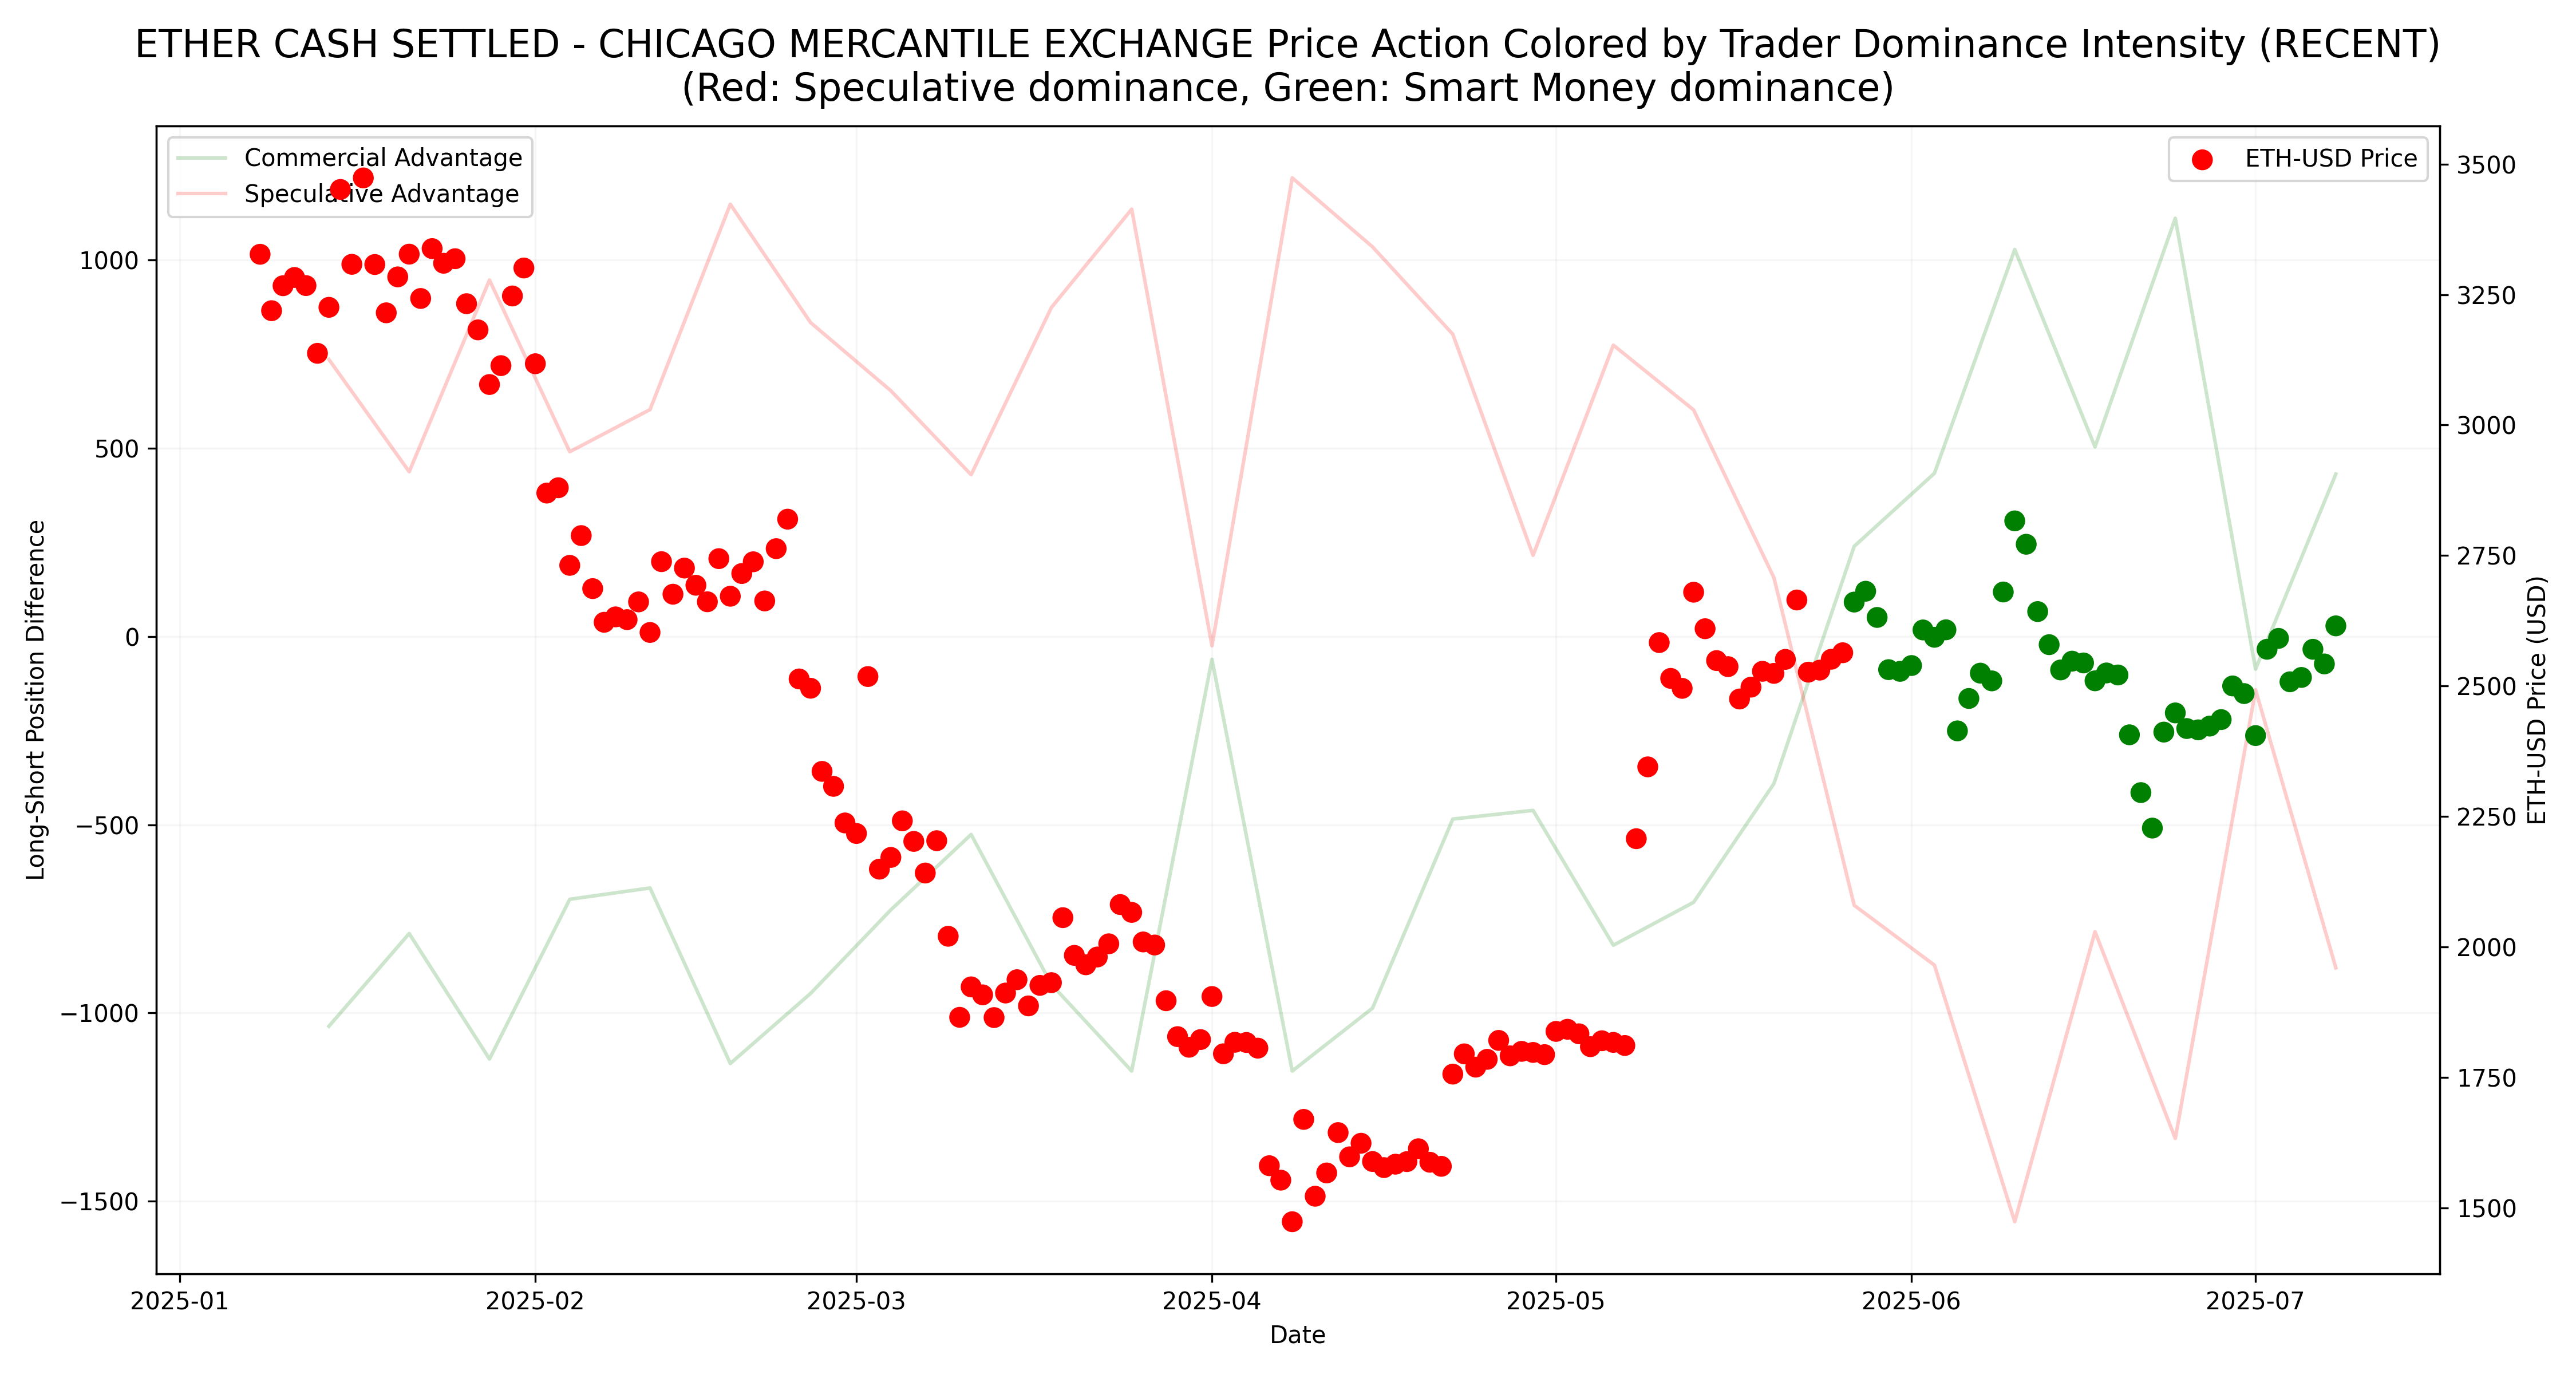 ETHER CASH SETTLED - CHICAGO MERCANTILE EXCHANGE Price Action Colored by Trader Dominance Intensity (RECENT)
(Red: Speculative dominance, Green: Smart Money dominance)
Commercial Advantage
Speculative Advantage
ETH-USD Price
1000
500
0
−500
−1000
−1500
Long-Short Position Difference
3500
3250
3000
2750
2500
2250
2000
1750
1500
ETH-USD Price (USD)
2025-01
2025-02
2025-03
2025-04
2025-05
2025-06
2025-07
Date